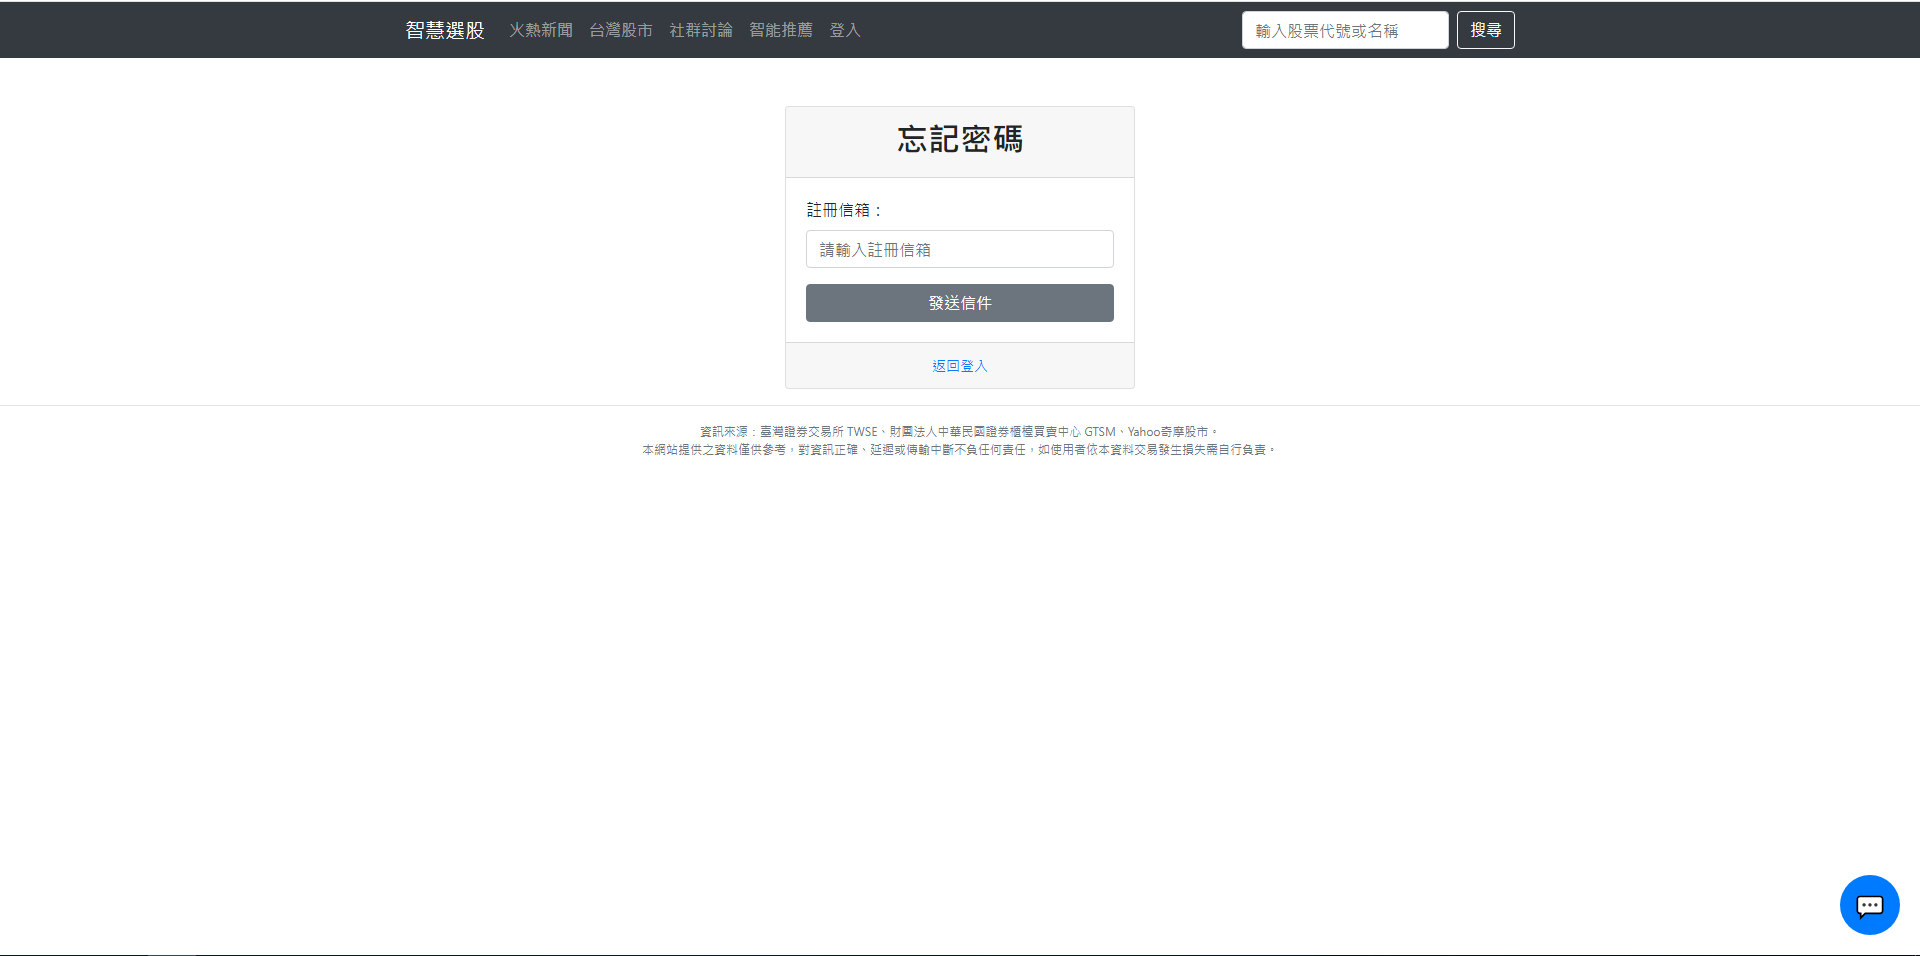 智慧選股 火熱新聞 台灣股市 社群討論 智能推薦 登入 輸入股票代號或名稱 搜尋
忘記密碼
註冊信箱：
請輸入註冊信箱
發送信件
返回登入
資訊來源：臺灣證券交易所 TWSE、財團法人中華民國證券櫃檯買賣中心 GTSM、Yahoo奇摩股市。
本網站提供之資料僅供參考，對資訊正確、延遲或傳輸中斷不負任何責任，如使用者依本資料交易發生損失需自行負責。